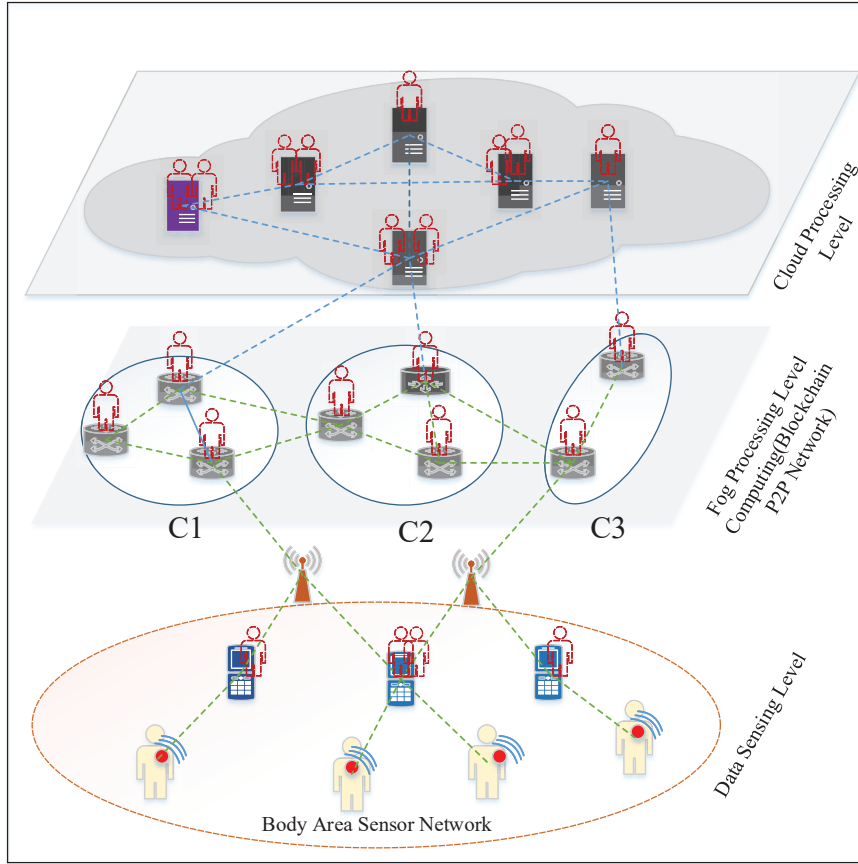 Cloud Processing
Level
Fog Processing Level
Computing(Blockchain
P2P Network)
C1
C2
C3
Data Sensing Level
Body Area Sensor Network